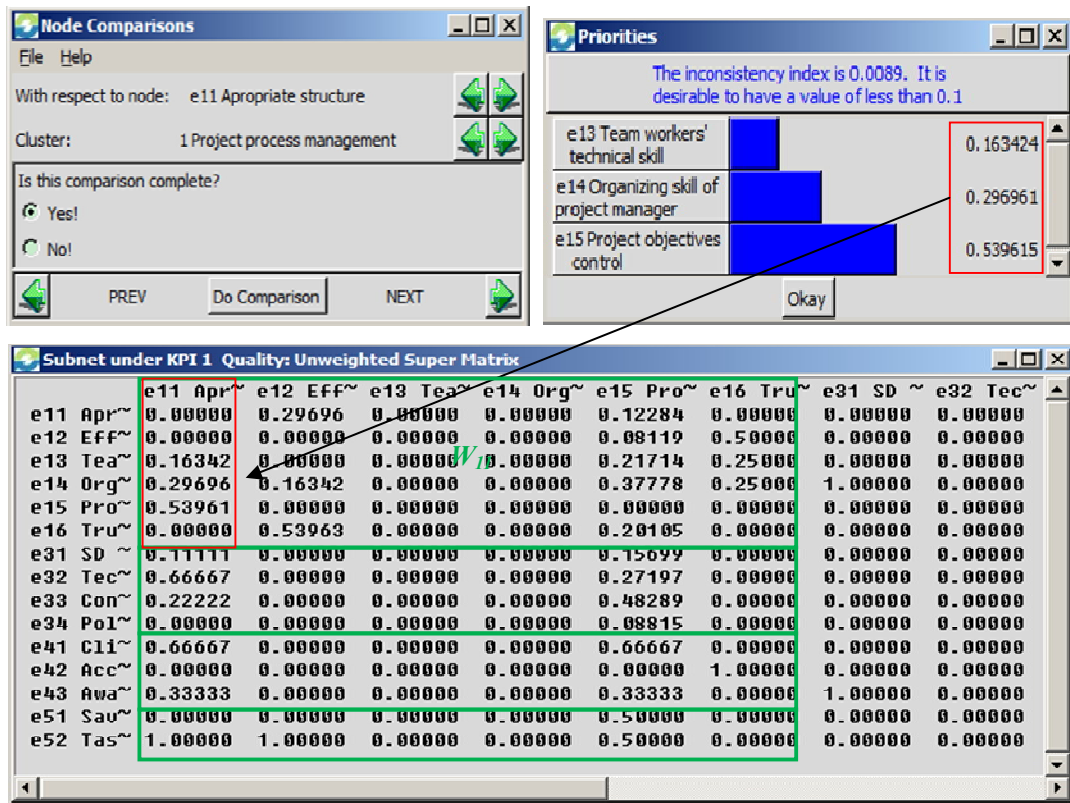 Node Comparisons
File Help
With respect to node: e11 Apropriate structure
Cluster: 1 Project process management
Is this comparison complete?
Yes!
No!
PREV Do Comparison NEXT
Priorities
The inconsistency index is 0.0089. It is
desirable to have a value of less than 0.1
e13 Team workers' technical skill 0.163424
e14 Organizing skill of project manager 0.296961
e15 Project objectives control 0.539615
Okay
Subnet under KPI 1 Quality: Unweighted Super Matrix
e11 Apr~ e12 Eff~ e13 Tea~ e14 Org~ e15 Pro~ e16 Tru~ e31 SD ~ e32 Tec~
e11 Apr~ 0.00000 0.29696 0.00000 0.00000 0.12284 0.00000 0.00000 0.00000
e12 Eff~ 0.00000 0.00000 0.00000 0.00000 0.08119 0.50000 0.00000 0.00000
e13 Tea~ 0.16342 0.00000 0.00000 0.00000 0.21714 0.25000 0.00000 0.00000
e14 Org~ 0.29696 0.16342 0.00000 0.00000 0.37778 0.25000 1.00000 0.00000
e15 Pro~ 0.53961 0.00000 0.00000 0.00000 0.00000 0.00000 0.00000 0.00000
e16 Tru~ 0.00000 0.53963 0.00000 0.00000 0.20105 0.00000 0.00000 0.00000
e31 SD ~ 0.11111 0.00000 0.00000 0.00000 0.15699 0.00000 0.00000 0.00000
e32 Tec~ 0.66667 0.00000 0.00000 0.00000 0.27197 0.00000 0.00000 0.00000
e33 Con~ 0.22222 0.00000 0.00000 0.00000 0.48289 0.00000 0.00000 0.00000
e34 Pol~ 0.00000 0.00000 0.00000 0.00000 0.08815 0.00000 0.00000 0.00000
e41 Cli~ 0.66667 0.00000 0.00000 0.00000 0.66667 0.00000 0.00000 0.00000
e42 Acc~ 0.00000 0.00000 0.00000 0.00000 0.00000 1.00000 0.00000 0.00000
e43 Awa~ 0.33333 0.00000 0.00000 0.00000 0.33333 0.00000 1.00000 0.00000
e51 Sav~ 0.00000 0.00000 0.00000 0.00000 0.50000 0.00000 0.00000 0.00000
e52 Tas~ 1.00000 1.00000 0.00000 0.00000 0.50000 0.00000 0.00000 0.00000